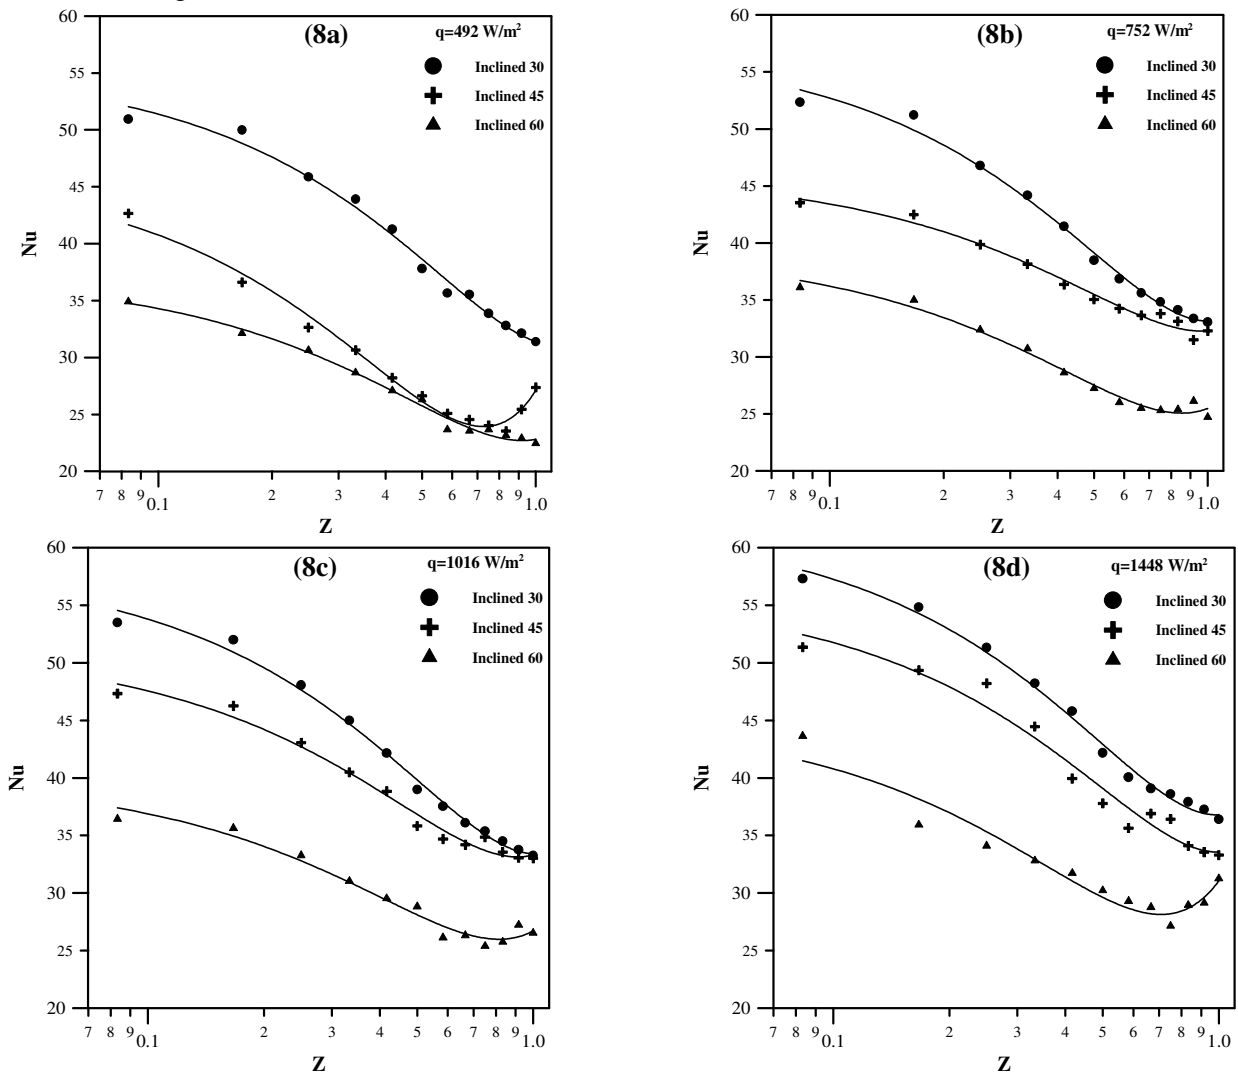 (8a)
q=492 W/m²
Inclined 30
Inclined 45
Inclined 60
60
55
50
45
40
35
30
25
20
Nu
7 8 9 0.1 2 3 4 5 6 7 8 9 1.0
Z
(8b)
q=752 W/m²
Inclined 30
Inclined 45
Inclined 60
60
55
50
45
40
35
30
25
20
Nu
7 8 9 0.1 2 3 4 5 6 7 8 9 1.0
Z
(8c)
q=1016 W/m²
Inclined 30
Inclined 45
Inclined 60
60
55
50
45
40
35
30
25
20
Nu
7 8 9 0.1 2 3 4 5 6 7 8 9 1.0
Z
(8d)
q=1448 W/m²
Inclined 30
Inclined 45
Inclined 60
60
55
50
45
40
35
30
25
20
Nu
7 8 9 0.1 2 3 4 5 6 7 8 9 1.0
Z